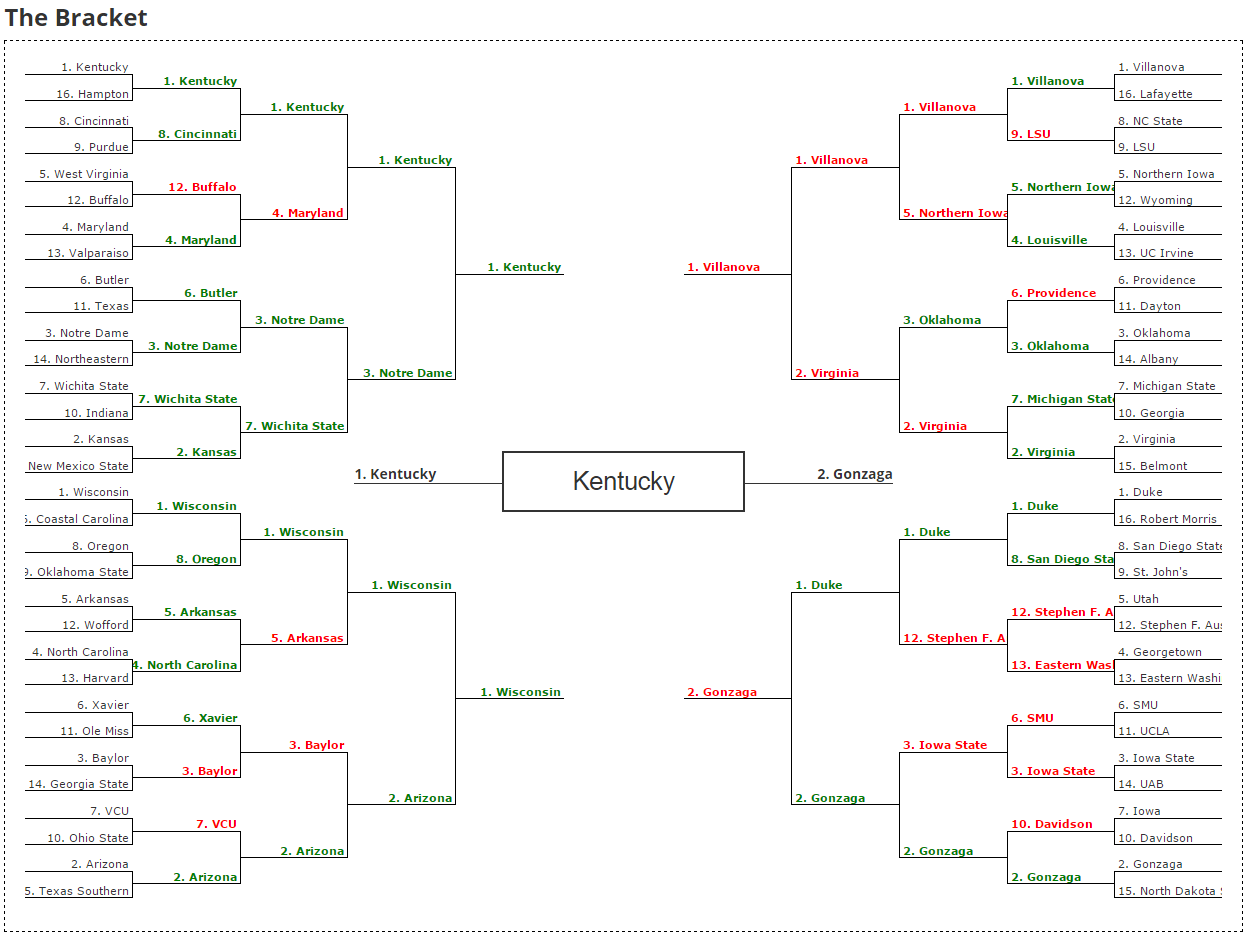 The Bracket
1. Kentucky
16. Hampton
8. Cincinnati
9. Purdue
5. West Virginia
12. Buffalo
4. Maryland
13. Valparaiso
6. Butler
11. Texas
3. Notre Dame
14. Northeastern
7. Wichita State
10. Indiana
2. Kansas
New Mexico State
1. Wisconsin
6. Coastal Carolina
8. Oregon
9. Oklahoma State
5. Arkansas
12. Wofford
4. North Carolina
13. Harvard
6. Xavier
11. Ole Miss
3. Baylor
14. Georgia State
7. VCU
10. Ohio State
2. Arizona
5. Texas Southern
1. Kentucky
8. Cincinnati
12. Buffalo
4. Maryland
6. Butler
3. Notre Dame
7. Wichita State
2. Kansas
1. Wisconsin
8. Oregon
5. Arkansas
4. North Carolina
6. Xavier
3. Baylor
7. VCU
2. Arizona
1. Kentucky
4. Maryland
3. Notre Dame
7. Wichita State
1. Wisconsin
5. Arkansas
3. Baylor
2. Arizona
1. Kentucky
3. Notre Dame
1. Wisconsin
2. Arizona
1. Kentucky
1. Wisconsin
1. Kentucky
Kentucky
2. Gonzaga
1. Villanova
2. Gonzaga
1. Villanova
2. Virginia
1. Duke
2. Gonzaga
1. Villanova
5. Northern Iowa
3. Oklahoma
2. Virginia
1. Duke
12. Stephen F. A
3. Iowa State
2. Gonzaga
1. Villanova
9. LSU
5. Northern Iowa
4. Louisville
6. Providence
3. Oklahoma
7. Michigan State
2. Virginia
1. Duke
8. San Diego Sta
12. Stephen F. A
13. Eastern Was
6. SMU
3. Iowa State
10. Davidson
2. Gonzaga
1. Villanova
16. Lafayette
8. NC State
9. LSU
5. Northern Iowa
12. Wyoming
4. Louisville
13. UC Irvine
6. Providence
11. Dayton
3. Oklahoma
14. Albany
7. Michigan State
10. Georgia
2. Virginia
15. Belmont
1. Duke
16. Robert Morris
8. San Diego State
9. St. John's
5. Utah
12. Stephen F. Aus
4. Georgetown
13. Eastern Washi
6. SMU
11. UCLA
3. Iowa State
14. UAB
7. Iowa
10. Davidson
2. Gonzaga
15. North Dakota S